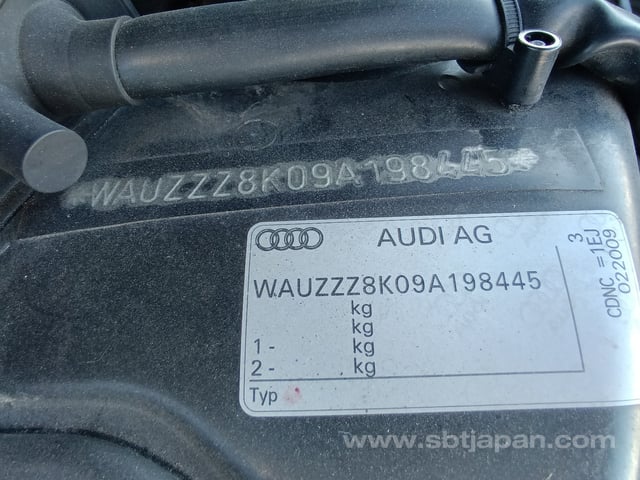 *WAUZZZ8K09A198445*
AUDI AG
WAUZZZ8K09A198445
kg
kg
1 - kg
2 - kg
Typ
3
CDNC =1EJ
022009
www.sbtjapan.com